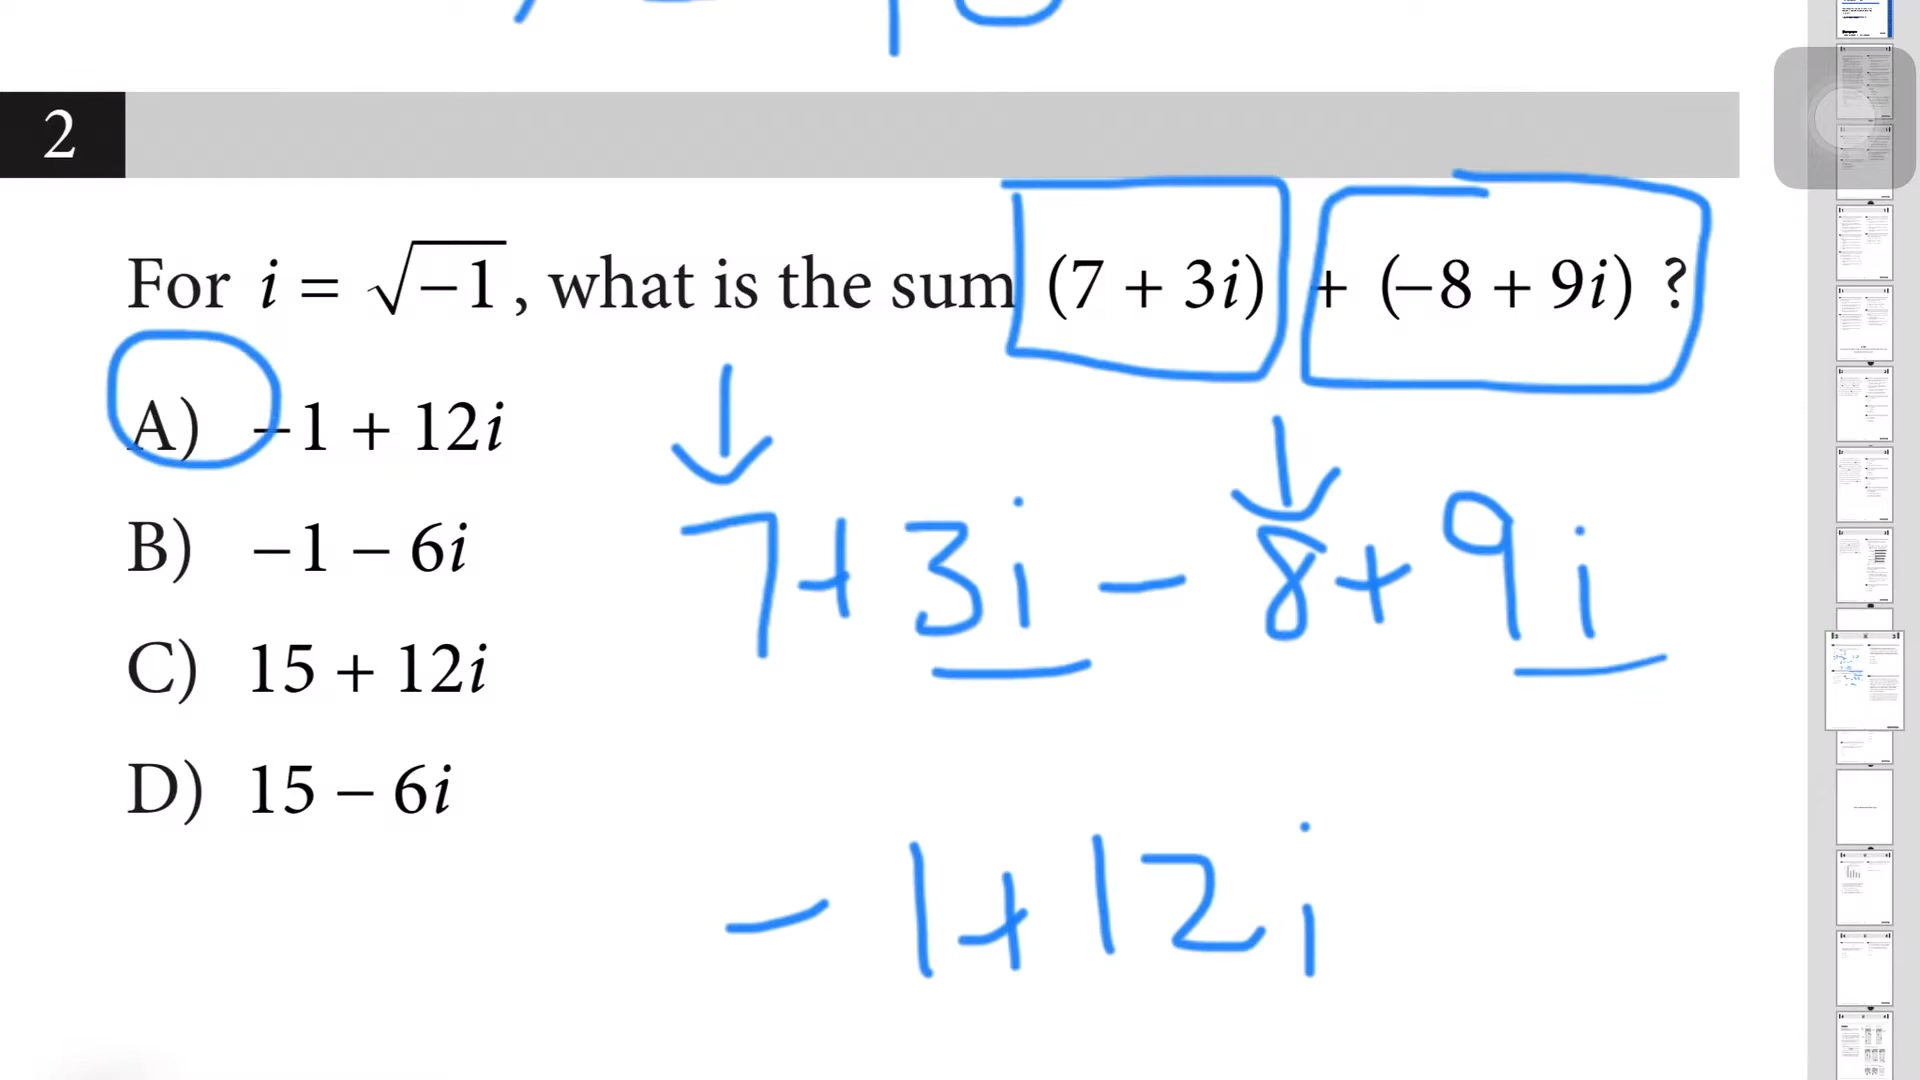 2
For i = √−1, what is the sum (7 + 3i) + (−8 + 9i) ?
A) −1 + 12i
B) −1 − 6i
C) 15 + 12i
D) 15 − 6i
7+3i − 8+9i
−1+12i